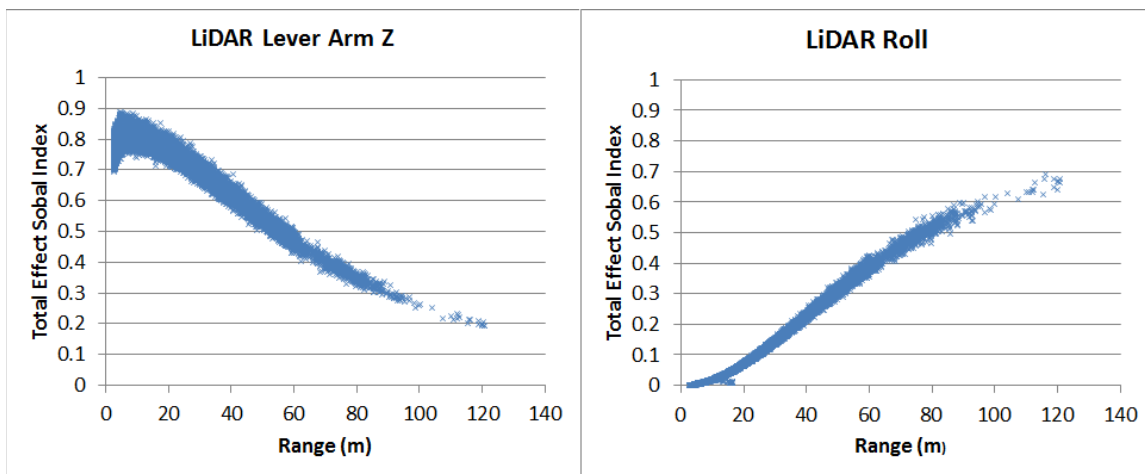 LiDAR Lever Arm Z
Total Effect Sobal Index
1
0.9
0.8
0.7
0.6
0.5
0.4
0.3
0.2
0.1
0
0 20 40 60 80 100 120 140
Range (m)
LiDAR Roll
Total Effect Sobal Index
1
0.9
0.8
0.7
0.6
0.5
0.4
0.3
0.2
0.1
0
0 20 40 60 80 100 120 140
Range (m)